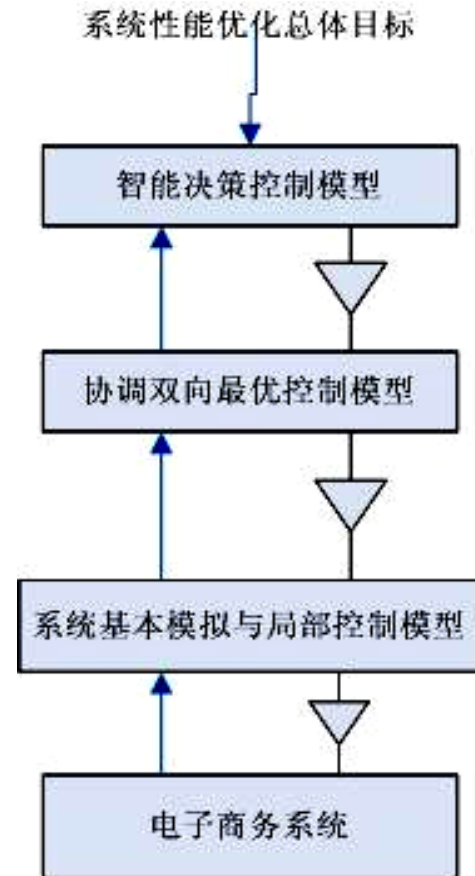 系统性能优化总体目标
智能决策控制模型
协调双向最优控制模型
系统基本模拟与局部控制模型
电子商务系统